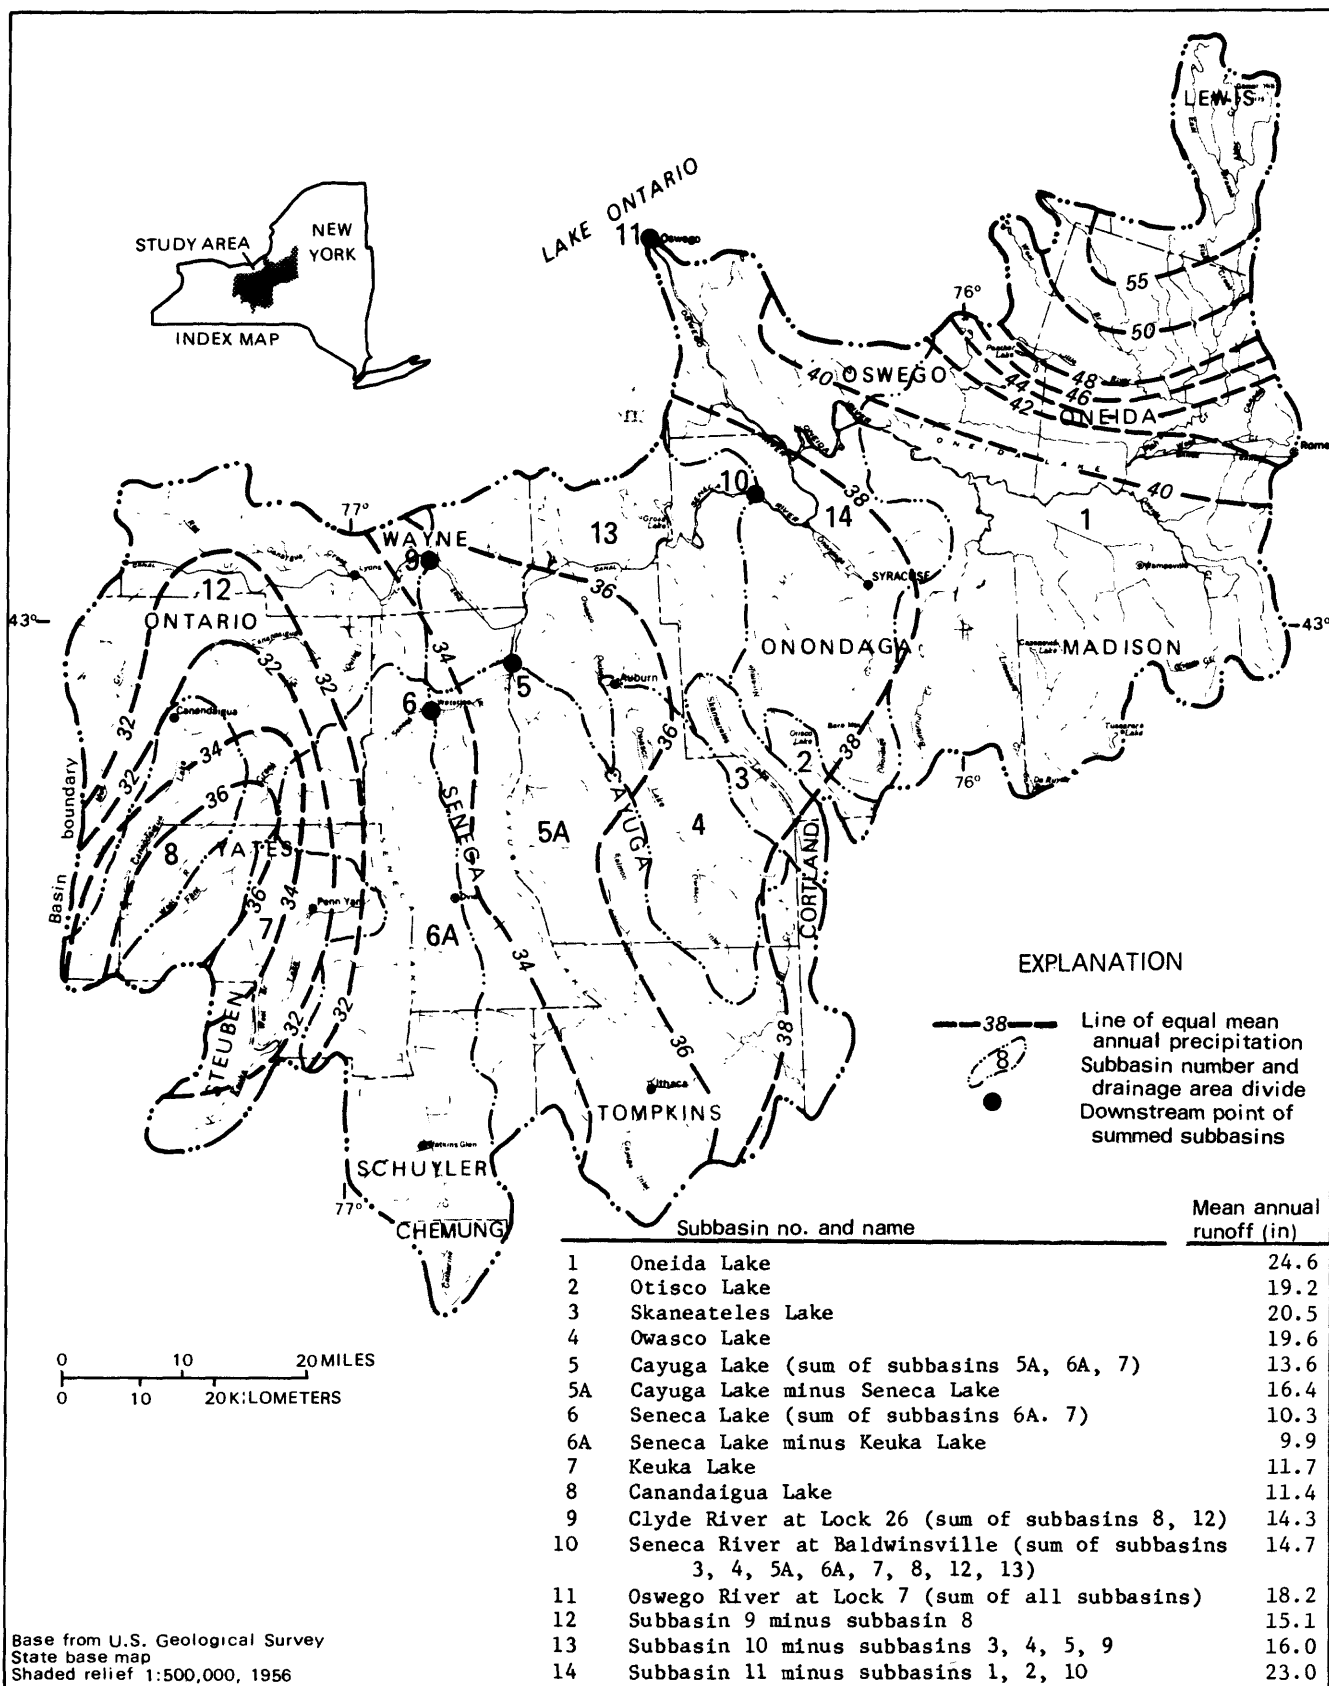 LEWIS
LAKE ONTARIO
11
Oswego
NEW
YORK
STUDY AREA
INDEX MAP
OSWEGO
55
50
76°
48
46
44
42
40
OSWEGO
ONEIDA
Rome
ONEIDA LAKE
ONEIDA
RIVER
40
38
10
SENECA
RIVER
14
1
77°
13
WAYNE
9
CANAL
Lyons
CANAL
12
ONTARIO
36
SYRACUSE
43°
43°
ONONDAGA
MADISON
34
32
32
32
32
5
Auburn
6
Waterloo
Canandaigua
34
36
36
38
2
3
76°
De Ruyter
Basin boundary
8
YATES
SENECA
5A
CAYUGA
4
CORTLAND
36
34
7
Penn Yan
6A
34
STEUBEN
32
32
36
38
Ithaca
TOMPKINS
Watkins Glen
SCHUYLER
77°
CHEMUNG
EXPLANATION
38
Line of equal mean
annual precipitation
8
Subbasin number and
drainage area divide
Downstream point of
summed subbasins
Subbasin no. and name Mean annual
runoff (in)
1 Oneida Lake 24.6
2 Otisco Lake 19.2
3 Skaneateles Lake 20.5
4 Owasco Lake 19.6
5 Cayuga Lake (sum of subbasins 5A, 6A, 7) 13.6
5A Cayuga Lake minus Seneca Lake 16.4
6 Seneca Lake (sum of subbasins 6A. 7) 10.3
6A Seneca Lake minus Keuka Lake 9.9
7 Keuka Lake 11.7
8 Canandaigua Lake 11.4
9 Clyde River at Lock 26 (sum of subbasins 8, 12) 14.3
10 Seneca River at Baldwinsville (sum of subbasins 14.7
3, 4, 5A, 6A, 7, 8, 12, 13)
11 Oswego River at Lock 7 (sum of all subbasins) 18.2
12 Subbasin 9 minus subbasin 8 15.1
13 Subbasin 10 minus subbasins 3, 4, 5, 9 16.0
14 Subbasin 11 minus subbasins 1, 2, 10 23.0
0 10 20 MILES
0 10 20 KILOMETERS
Base from U.S. Geological Survey
State base map
Shaded relief 1:500,000, 1956